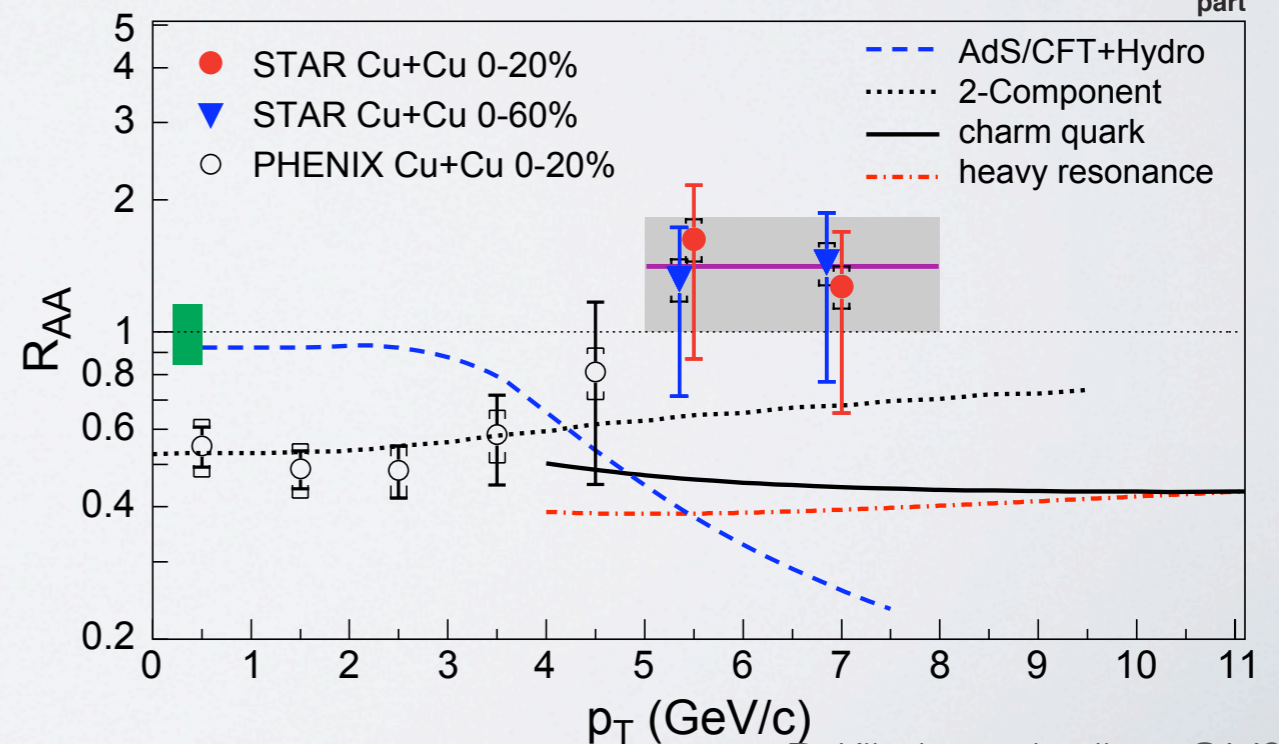 part
5
4
3
2
1
0.8
0.6
0.4
0.2
R_AA
STAR Cu+Cu 0-20%
STAR Cu+Cu 0-60%
PHENIX Cu+Cu 0-20%
AdS/CFT+Hydro
2-Component
charm quark
heavy resonance
0 1 2 3 4 5 6 7 8 9 10 11
p_T (GeV/c)